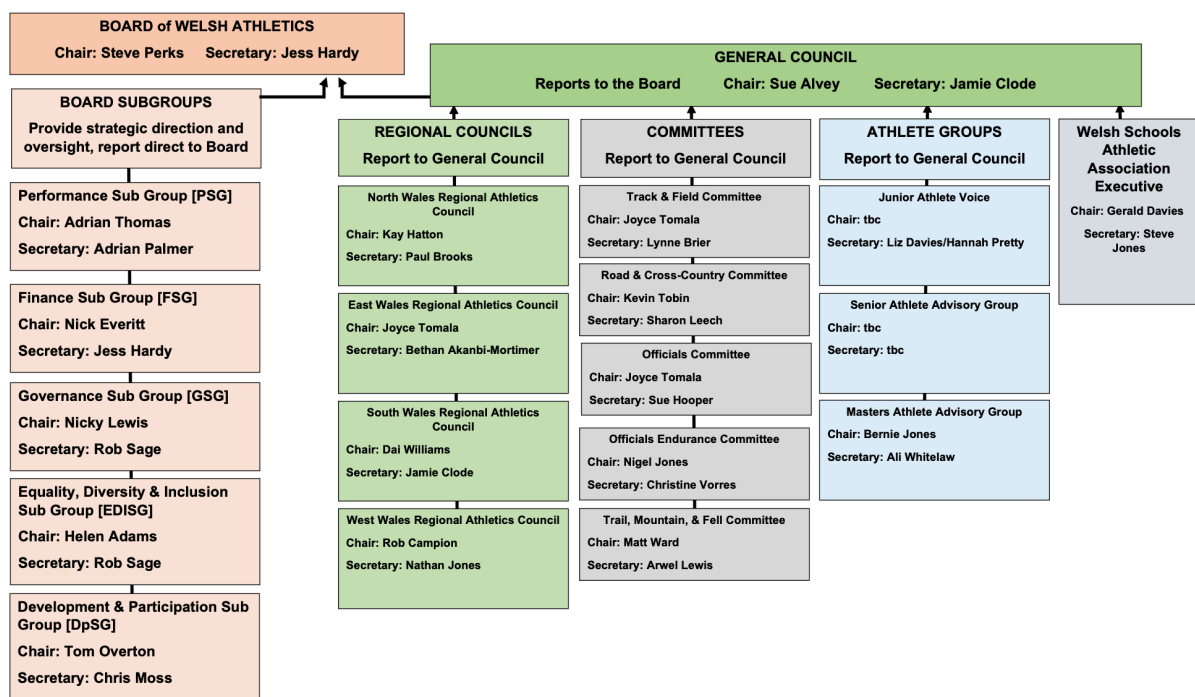 BOARD of WELSH ATHLETICS
Chair: Steve Perks Secretary: Jess Hardy
GENERAL COUNCIL
Reports to the Board Chair: Sue Alvey Secretary: Jamie Clode
BOARD SUBGROUPS
Provide strategic direction and
oversight, report direct to Board
Performance Sub Group [PSG]
Chair: Adrian Thomas
Secretary: Adrian Palmer
Finance Sub Group [FSG]
Chair: Nick Everitt
Secretary: Jess Hardy
Governance Sub Group [GSG]
Chair: Nicky Lewis
Secretary: Rob Sage
Equality, Diversity & Inclusion
Sub Group [EDISG]
Chair: Helen Adams
Secretary: Rob Sage
Development & Participation Sub
Group [DpSG]
Chair: Tom Overton
Secretary: Chris Moss
REGIONAL COUNCILS
Report to General Council
North Wales Regional Athletics
Council
Chair: Kay Hatton
Secretary: Paul Brooks
East Wales Regional Athletics Council
Chair: Joyce Tomala
Secretary: Bethan Akanbi-Mortimer
South Wales Regional Athletics
Council
Chair: Dai Williams
Secretary: Jamie Clode
West Wales Regional Athletics Council
Chair: Rob Campion
Secretary: Nathan Jones
COMMITTEES
Report to General Council
Track & Field Committee
Chair: Joyce Tomala
Secretary: Lynne Brier
Road & Cross-Country Committee
Chair: Kevin Tobin
Secretary: Sharon Leech
Officials Committee
Chair: Joyce Tomala
Secretary: Sue Hooper
Officials Endurance Committee
Chair: Nigel Jones
Secretary: Christine Vorres
Trail, Mountain, & Fell Committee
Chair: Matt Ward
Secretary: Arwel Lewis
ATHLETE GROUPS
Report to General Council
Junior Athlete Voice
Chair: tbc
Secretary: Liz Davies/Hannah Pretty
Senior Athlete Advisory Group
Chair: tbc
Secretary: tbc
Masters Athlete Advisory Group
Chair: Bernie Jones
Secretary: Ali Whitelaw
Welsh Schools
Athletic
Association
Executive
Chair: Gerald Davies
Secretary: Steve
Jones